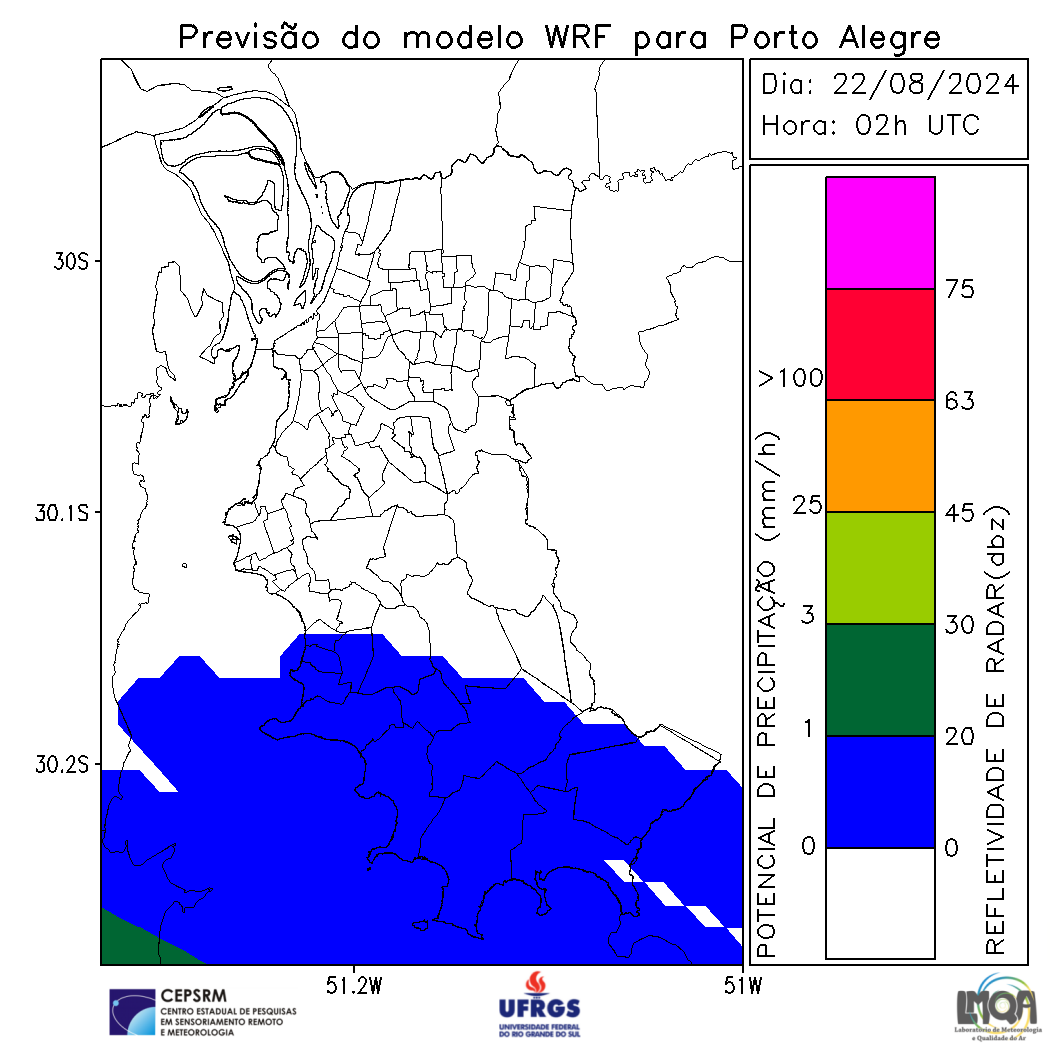 Previsão do modelo WRF para Porto Alegre
Dia: 22/08/2024
Hora: 02h UTC
30S
30.1S
30.2S
51.2W
51W
POTENCIAL DE PRECIPITAÇÃO (mm/h)
>100
25
3
1
0
75
63
45
30
20
0
REFLETIVIDADE DE RADAR(dbz)
CEPSRM
CENTRO ESTADUAL DE PESQUISAS
EM SENSORIAMENTO REMOTO
E METEOROLOGIA
UFRGS
UNIVERSIDADE FEDERAL
DO RIO GRANDE DO SUL
LMQA
Laboratório de Meteorologia
e Qualidade do Ar